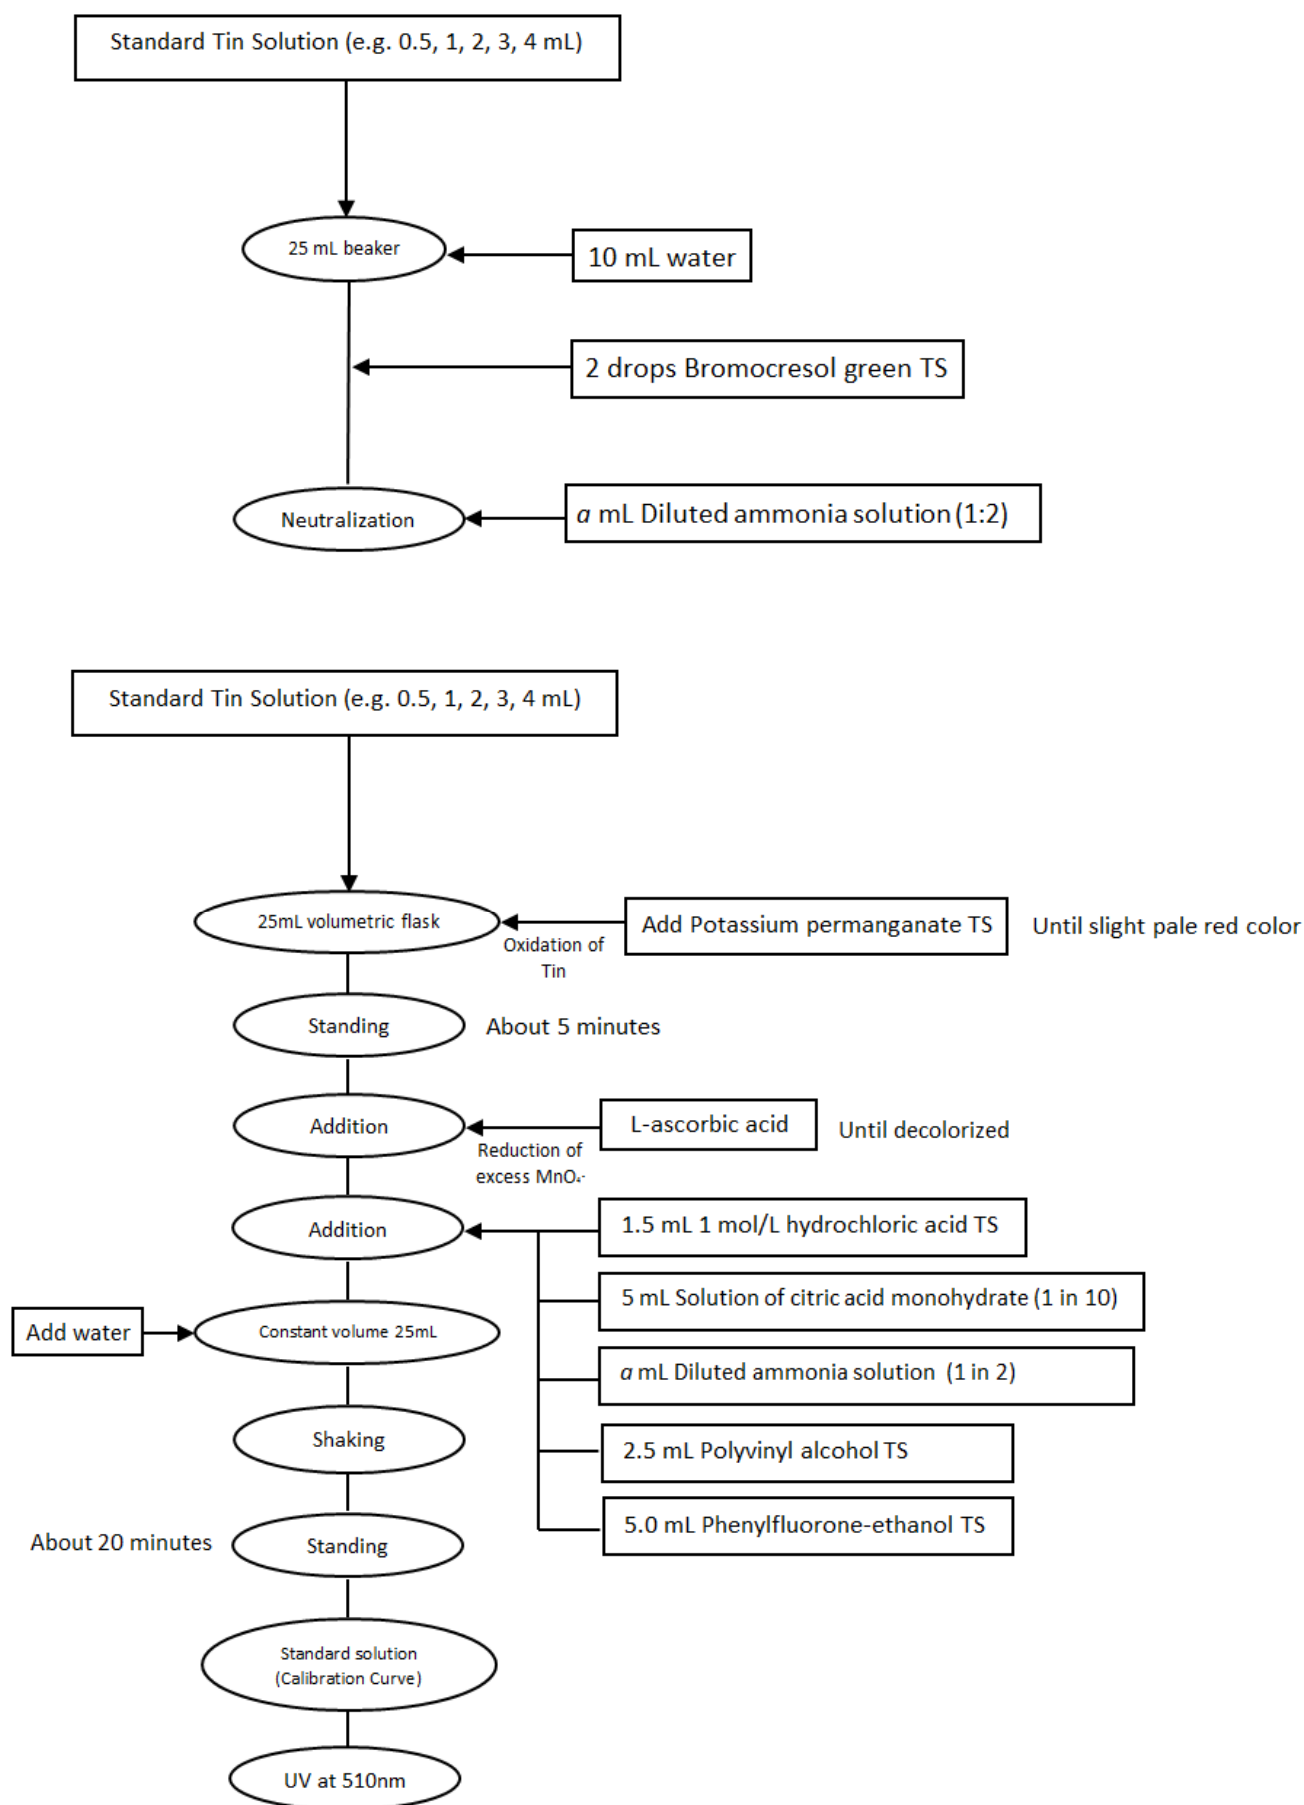 Standard Tin Solution (e.g. 0.5, 1, 2, 3, 4 mL)
25 mL beaker
10 mL water
2 drops Bromocresol green TS
Neutralization
a mL Diluted ammonia solution (1:2)
Standard Tin Solution (e.g. 0.5, 1, 2, 3, 4 mL)
25mL volumetric flask
Add Potassium permanganate TS
Until slight pale red color
Oxidation of
Tin
Standing
About 5 minutes
Addition
L-ascorbic acid
Until decolorized
Reduction of
excess MnO₄-
Addition
1.5 mL 1 mol/L hydrochloric acid TS
5 mL Solution of citric acid monohydrate (1 in 10)
Add water
Constant volume 25mL
a mL Diluted ammonia solution (1 in 2)
Shaking
2.5 mL Polyvinyl alcohol TS
5.0 mL Phenylfluorone-ethanol TS
About 20 minutes
Standing
Standard solution
(Calibration Curve)
UV at 510nm